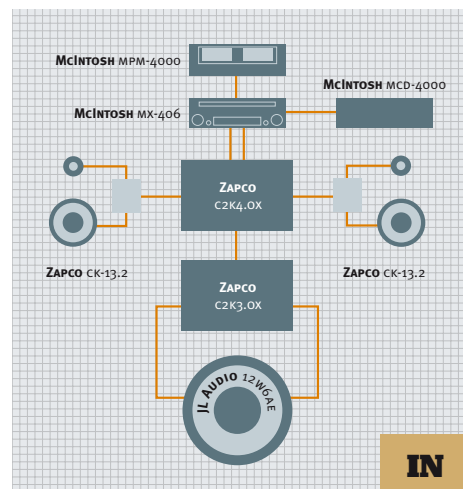 McIntosh MPM-4000
McIntosh MX-406
McIntosh MCD-4000
Zapco
C2K4.0X
Zapco CK-13.2
Zapco CK-13.2
Zapco
C2K3.0X
JL Audio 12W6AE
IN